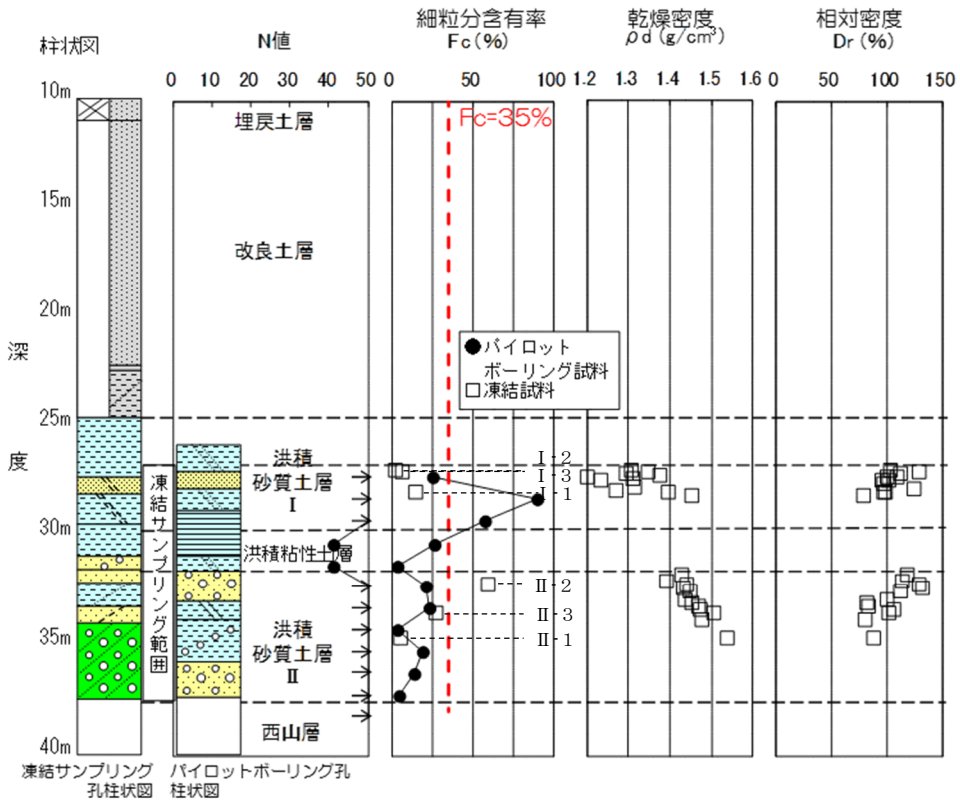 柱状図
N値
細粒分含有率
Fc(%)
乾燥密度
ρd(g/cm³)
相対密度
Dr(%)
0 10 20 30 40 50
0 50 100
1.2 1.3 1.4 1.5 1.6
0 50 100 150
10m
15m
20m
25m
30m
35m
40m
深
度
埋戻土層
改良土層
洪積
砂質土層
Ⅰ
洪積粘性土層
洪積
砂質土層
Ⅱ
西山層
凍結サンプリング範囲
Fc=35%
パイロット
ボーリング試料
凍結試料
Ⅰ-2
Ⅰ-3
Ⅰ-1
Ⅱ-2
Ⅱ-3
Ⅱ-1
凍結サンプリング
孔柱状図
パイロットボーリング孔
柱状図